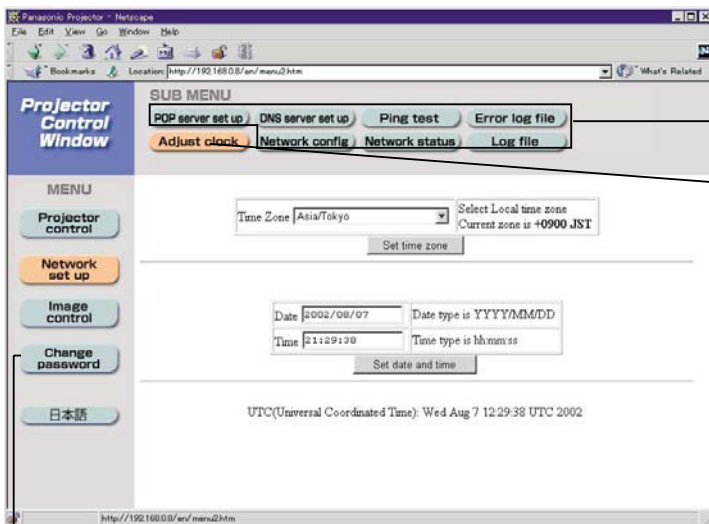 Panasonic Projector - Netscape
File Edit View Go Window Help
Bookmarks Location: http://192.168.0.8/en/menu2.htm What's Related
Projector
Control
Window
SUB MENU
POP server set up DNS server set up Ping test Error log file
Adjust clock Network config Network status Log file
MENU
Projector
control
Network
set up
Image
control
Change
password
日本語
Time Zone Asia/Tokyo Select Local time zone
Current zone is +0900 JST
Set time zone
Date 2002/08/07 Date type is YYYY/MM/DD
Time 21:29:38 Time type is hh:mm:ss
Set date and time
UTC(Universal Coordinated Time): Wed Aug 7 12:29:38 UTC 2002
http://192.160.0.8/en/menu2.htm